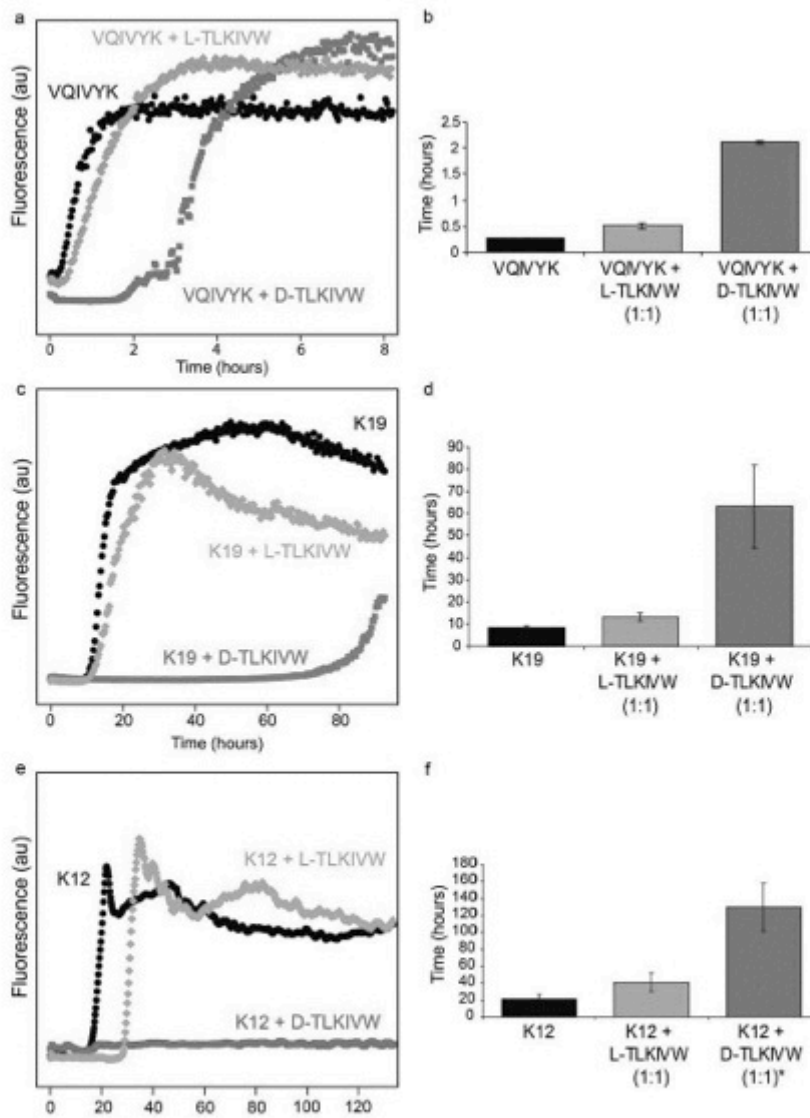 a
VQIVYK + L-TLKIVW
VQIVYK
VQIVYK + D-TLKIVW
Fluorescence (au)
0 2 4 6 8
Time (hours)
b
Time (hours)
2.5
2
1.5
1
0.5
0
VQIVYK VQIVYK + VQIVYK +
L-TLKIVW D-TLKIVW
(1:1) (1:1)
c
K19
K19 + L-TLKIVW
K19 + D-TLKIVW
Fluorescence (au)
0 20 40 60 80
Time (hours)
d
Time (hours)
90
80
70
60
50
40
30
20
10
0
K19 K19 + K19 +
L-TLKIVW D-TLKIVW
(1:1) (1:1)
e
K12 + L-TLKIVW
K12
K12 + D-TLKIVW
Fluorescence (au)
0 20 40 60 80 100 120
f
Time (hours)
180
160
140
120
100
80
60
40
20
0
K12 K12 + K12 +
L-TLKIVW D-TLKIVW
(1:1) (1:1)*